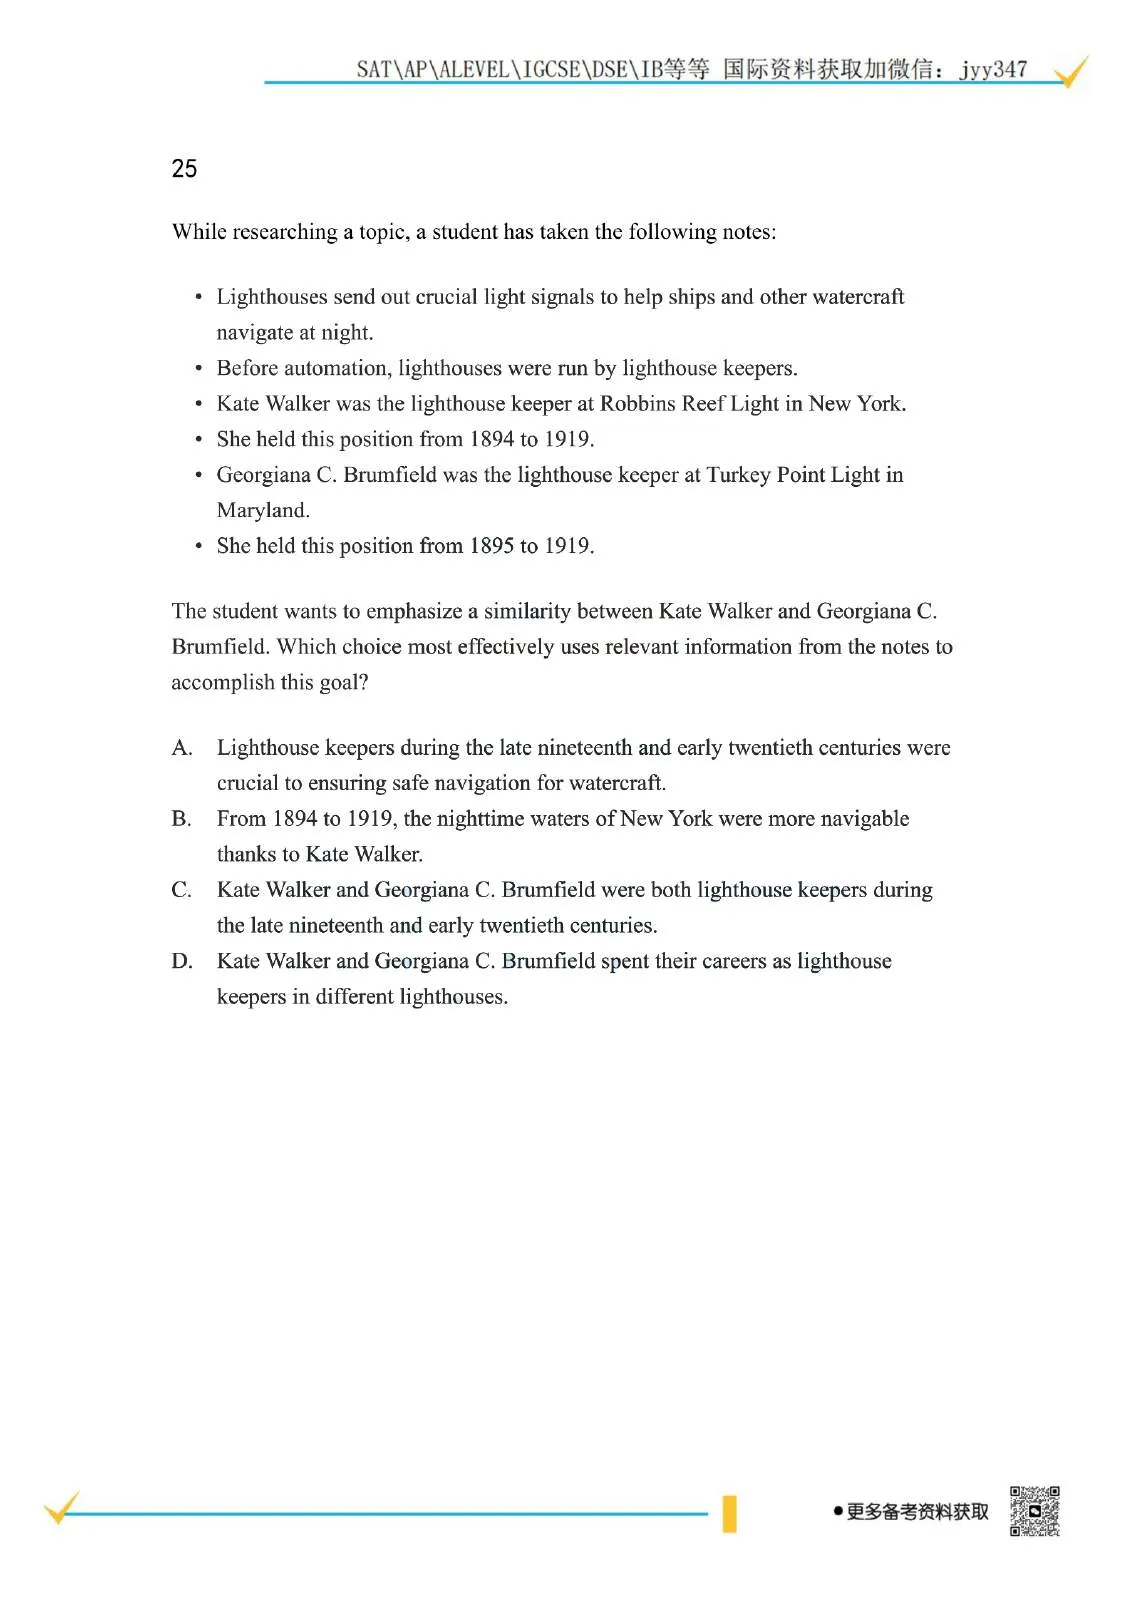 SAT\AP\ALEVEL\IGCSE\DSE\IB等等 国际资料获取加微信：jyy347
25
While researching a topic, a student has taken the following notes:
• Lighthouses send out crucial light signals to help ships and other watercraft
navigate at night.
• Before automation, lighthouses were run by lighthouse keepers.
• Kate Walker was the lighthouse keeper at Robbins Reef Light in New York.
• She held this position from 1894 to 1919.
• Georgiana C. Brumfield was the lighthouse keeper at Turkey Point Light in
Maryland.
• She held this position from 1895 to 1919.
The student wants to emphasize a similarity between Kate Walker and Georgiana C.
Brumfield. Which choice most effectively uses relevant information from the notes to
accomplish this goal?
A. Lighthouse keepers during the late nineteenth and early twentieth centuries were
crucial to ensuring safe navigation for watercraft.
B. From 1894 to 1919, the nighttime waters of New York were more navigable
thanks to Kate Walker.
C. Kate Walker and Georgiana C. Brumfield were both lighthouse keepers during
the late nineteenth and early twentieth centuries.
D. Kate Walker and Georgiana C. Brumfield spent their careers as lighthouse
keepers in different lighthouses.
●更多备考资料获取